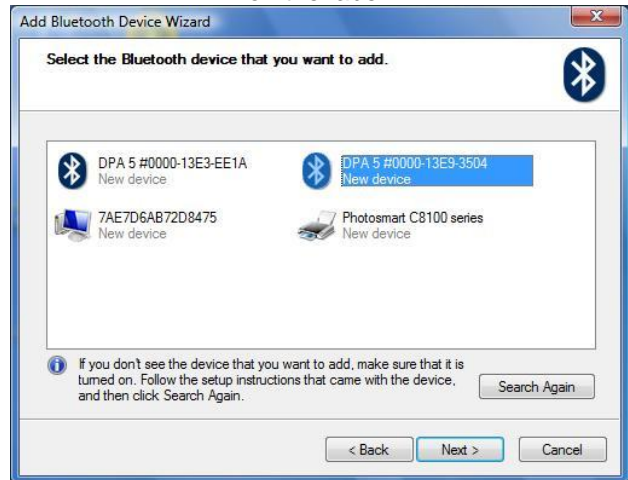 Add Bluetooth Device Wizard
Select the Bluetooth device that you want to add.
DPA 5 #0000-13E3-EE1A
New device
DPA 5 #0000-13E9-3504
New device
7AE7D6AB72D8475
New device
Photosmart C8100 series
New device
If you don't see the device that you want to add, make sure that it is
turned on. Follow the setup instructions that came with the device,
and then click Search Again.
Search Again
< Back
Next >
Cancel